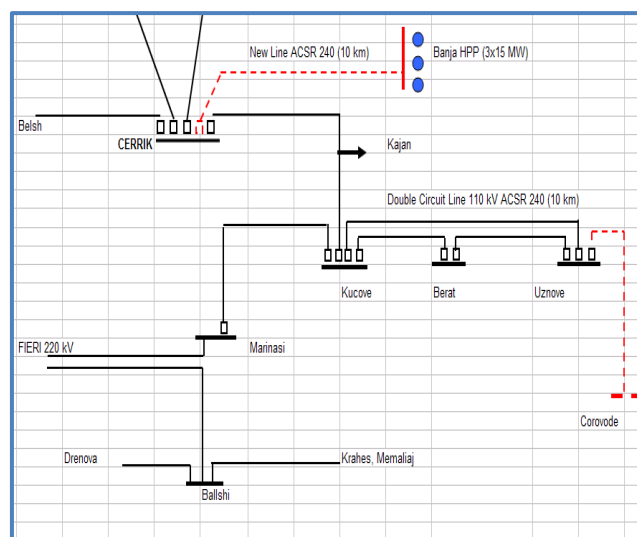 New Line ACSR 240 (10 km)
Banja HPP (3x15 MW)
Belsh
CERRIK
Kajan
Double Circuit Line 110 kV ACSR 240 (10 km)
Kucove
Berat
Uznove
FIERI 220 kV
Marinasi
Corovode
Drenova
Krahes, Memaliaj
Ballshi